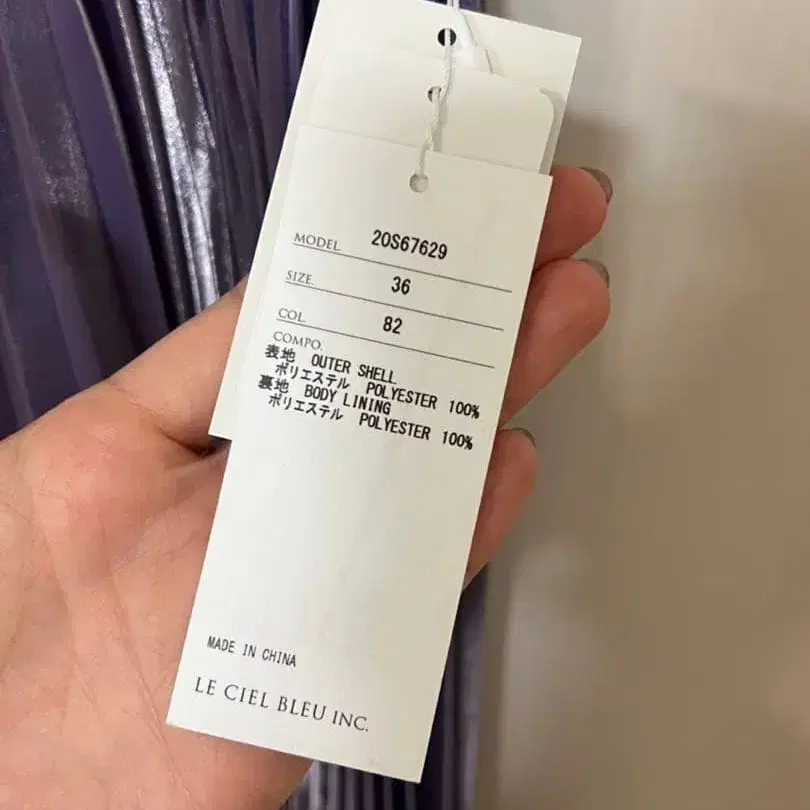 MODEL 20S67629
SIZE. 36
COL. 82
COMPO.
表地 OUTER SHELL
ポリエステル POLYESTER 100%
裏地 BODY LINING
ポリエステル POLYESTER 100%
MADE IN CHINA
LE CIEL BLEU INC.